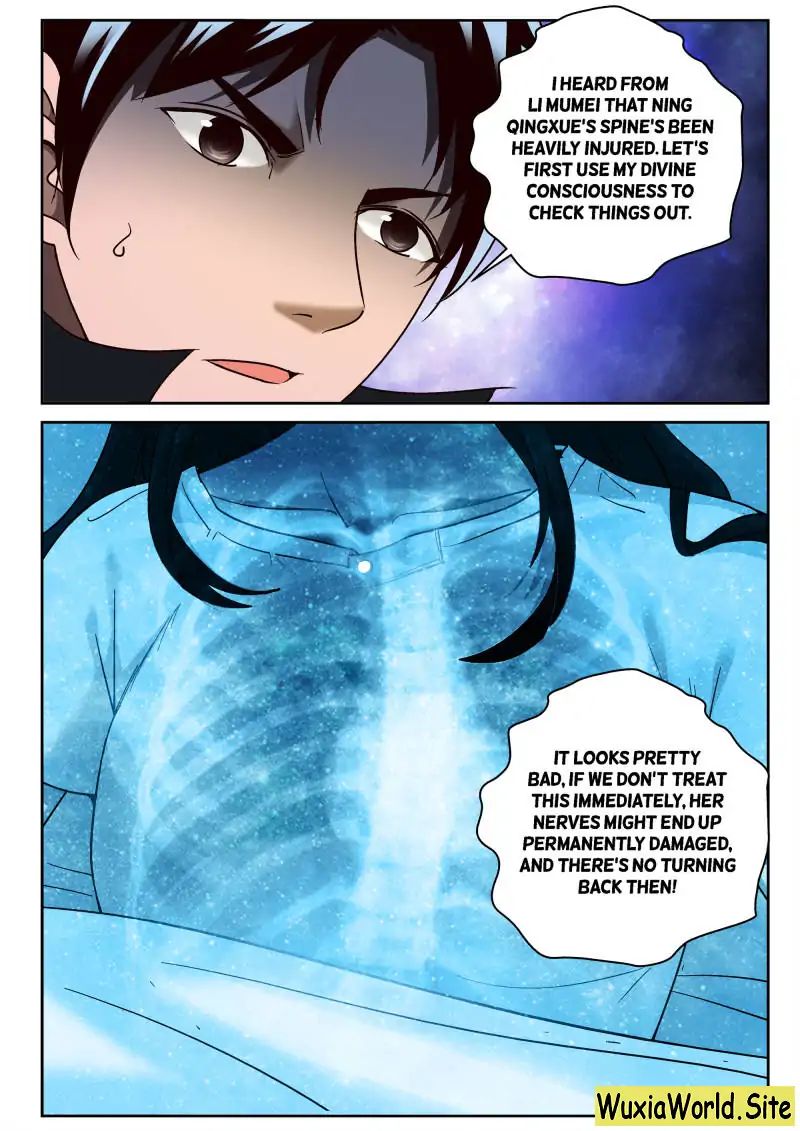 I HEARD FROM
LI MUMEI THAT NING
QINGXUE'S SPINE'S BEEN
HEAVILY INJURED. LET'S
FIRST USE MY DIVINE
CONSCIOUSNESS TO
CHECK THINGS OUT.
IT LOOKS PRETTY
BAD, IF WE DON'T TREAT
THIS IMMEDIATELY, HER
NERVES MIGHT END UP
PERMANENTLY DAMAGED,
AND THERE'S NO TURNING
BACK THEN!
WuxiaWorld.Site